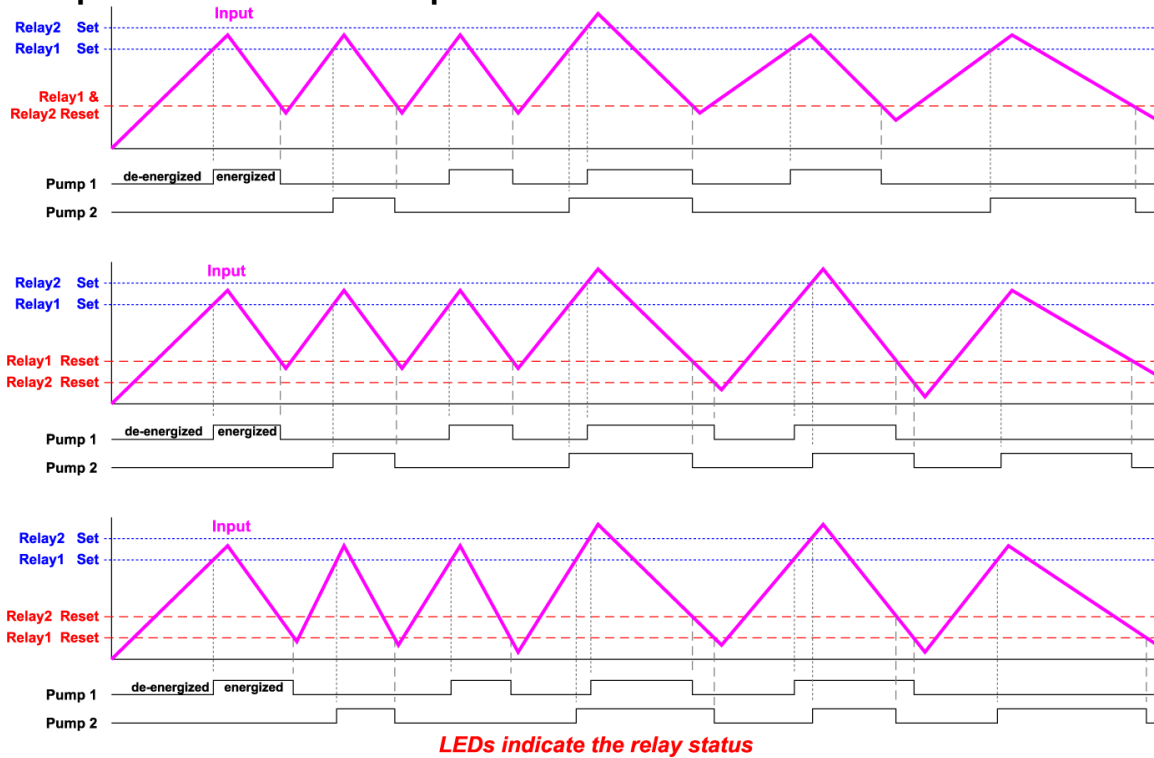 Input
Relay2 Set
Relay1 Set
Relay1 &
Relay2 Reset
de-energized energized
Pump 1
Pump 2
Input
Relay2 Set
Relay1 Set
Relay1 Reset
Relay2 Reset
de-energized energized
Pump 1
Pump 2
Input
Relay2 Set
Relay1 Set
Relay2 Reset
Relay1 Reset
de-energized energized
Pump 1
Pump 2
LEDs indicate the relay status